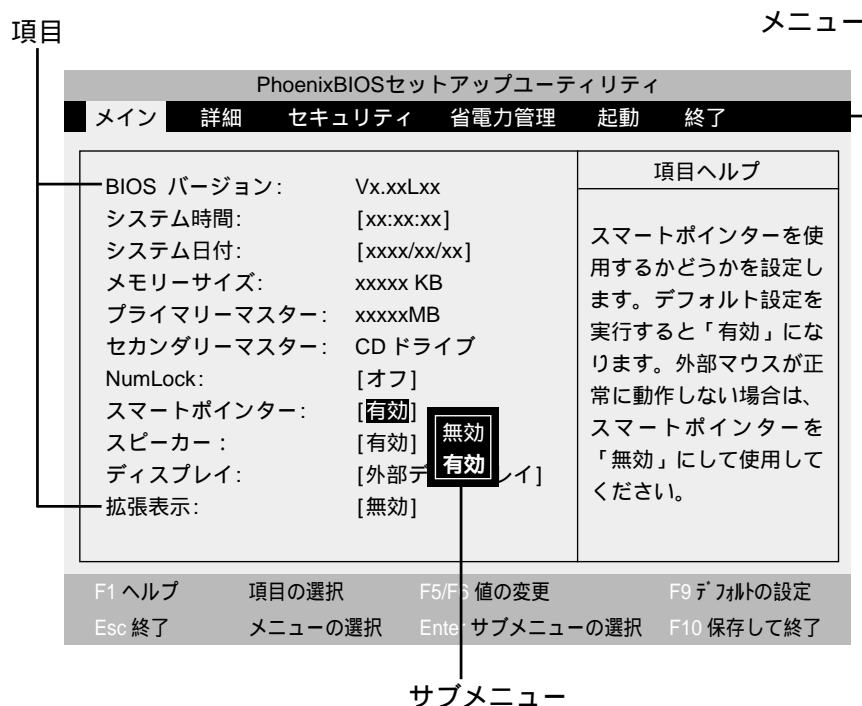 項目
メニュー
PhoenixBIOSセットアップユーティリティ
メイン 詳細 セキュリティ 省電力管理 起動 終了
BIOS バージョン: Vx.xxLxx
システム時間: [xx:xx:xx]
システム日付: [xxxx/xx/xx]
メモリーサイズ: xxxxx KB
プライマリーマスター: xxxxxMB
セカンダリーマスター: CD ドライブ
NumLock: [オフ]
スマートポインター: [有効]
スピーカー : [有効]
ディスプレイ: [外部デ レイ]
拡張表示: [無効]
無効
有効
項目ヘルプ
スマートポインターを使
用するかどうかを設定し
ます。デフォルト設定を
実行すると「有効」にな
ります。外部マウスが正
常に動作しない場合は、
スマートポインターを
「無効」にして使用して
ください。
F1 ヘルプ 項目の選択 F5/F6 値の変更 F9 ﾃﾞﾌｫﾙﾄの設定
Esc 終了 メニューの選択 Enter サブメニューの選択 F10 保存して終了
サブメニュー